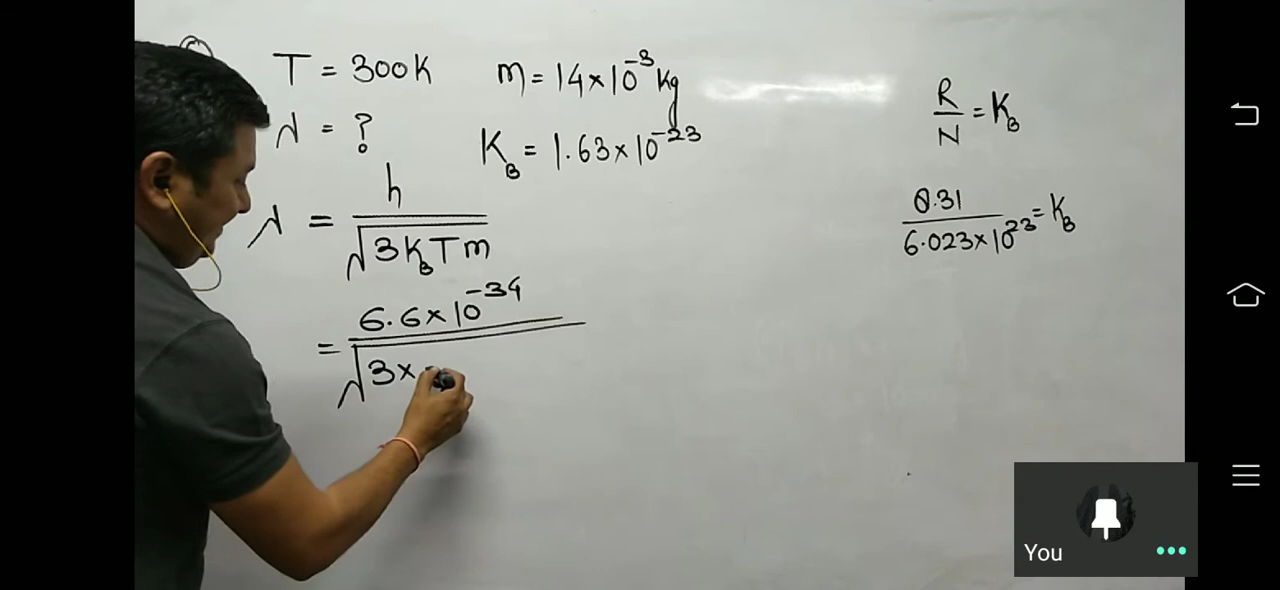 T = 300K
λ = ?
λ = h / √3K_BTm
= 6.6×10⁻³⁴ / √3×
m = 14×10⁻³ Kg
K_B = 1.63×10⁻²³
R/N = K_B
8.31 / 6.023×10²³ = K_B
You